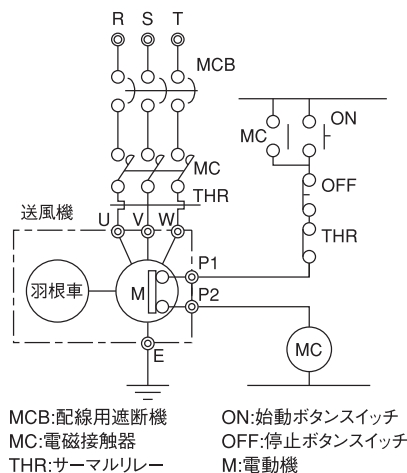 R S T
MCB
MC
ON
MC
OFF
THR
THR
送風機
U V W
P1
羽根車
M
P2
MC
E
MCB:配線用遮断機
MC:電磁接触器
THR:サーマルリレー
ON:始動ボタンスイッチ
OFF:停止ボタンスイッチ
M:電動機